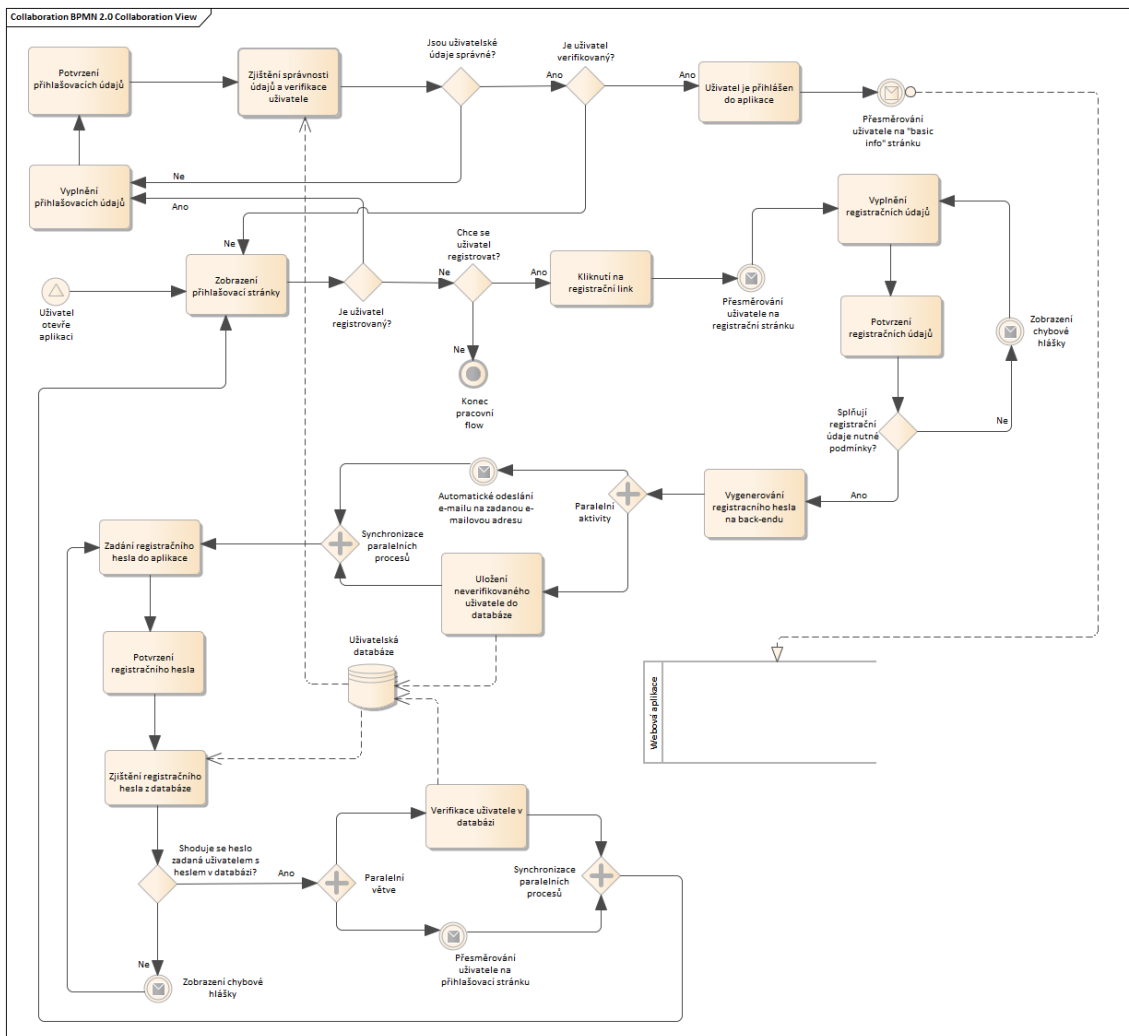 Collaboration BPMN 2.0 Collaboration View
Potvrzení
přihlašovacích údajů
Zjištění správnosti
údajů a verifikace
uživatele
Jsou uživatelské
údaje správné?
Ano
Je uživatel
verifikovaný?
Ano
Uživatel je přihlášen
do aplikace
Přesměrování
uživatele na "basic
info" stránku
Ne
Vyplnění
přihlašovacích údajů
Ano
Ne
Vyplnění
registračních údajů
Ano
Uživatel
otevře
aplikaci
Zobrazení
přihlašovací stránky
Je uživatel
registrovaný?
Ne
Chce se
uživatel
registrovat?
Ano
Kliknutí na
registrační link
Přesměrování
uživatele na
registrační stránku
Potvrzení
registračních údajů
Zobrazení
chybové
hlášky
Ne
Konec
pracovní
flow
Splňují
registrační
údaje nutné
podmínky?
Ne
Ano
Vygenerování
registracního hesla
na back-endu
Paralelní
aktivity
Automatické odeslání
e-mailu na zadanou e-
mailovou adresu
Synchronizace
paralelních
procesů
Uložení
neverifikovaného
uživatele do
databáze
Zadání registračního
hesla do aplikace
Potvrzení
registračního hesla
Uživatelská
databáze
Webová aplikace
Zjištění registračního
hesla z databáze
Shoduje se heslo
zadaná uživatelem s
heslem v databázi?
Ano
Paralelní
větve
Verifikace uživatele v
databázi
Synchronizace
paralelních
procesů
Přesměrování
uživatele na
přihlašovací stránku
Ne
Zobrazení chybové
hlášky